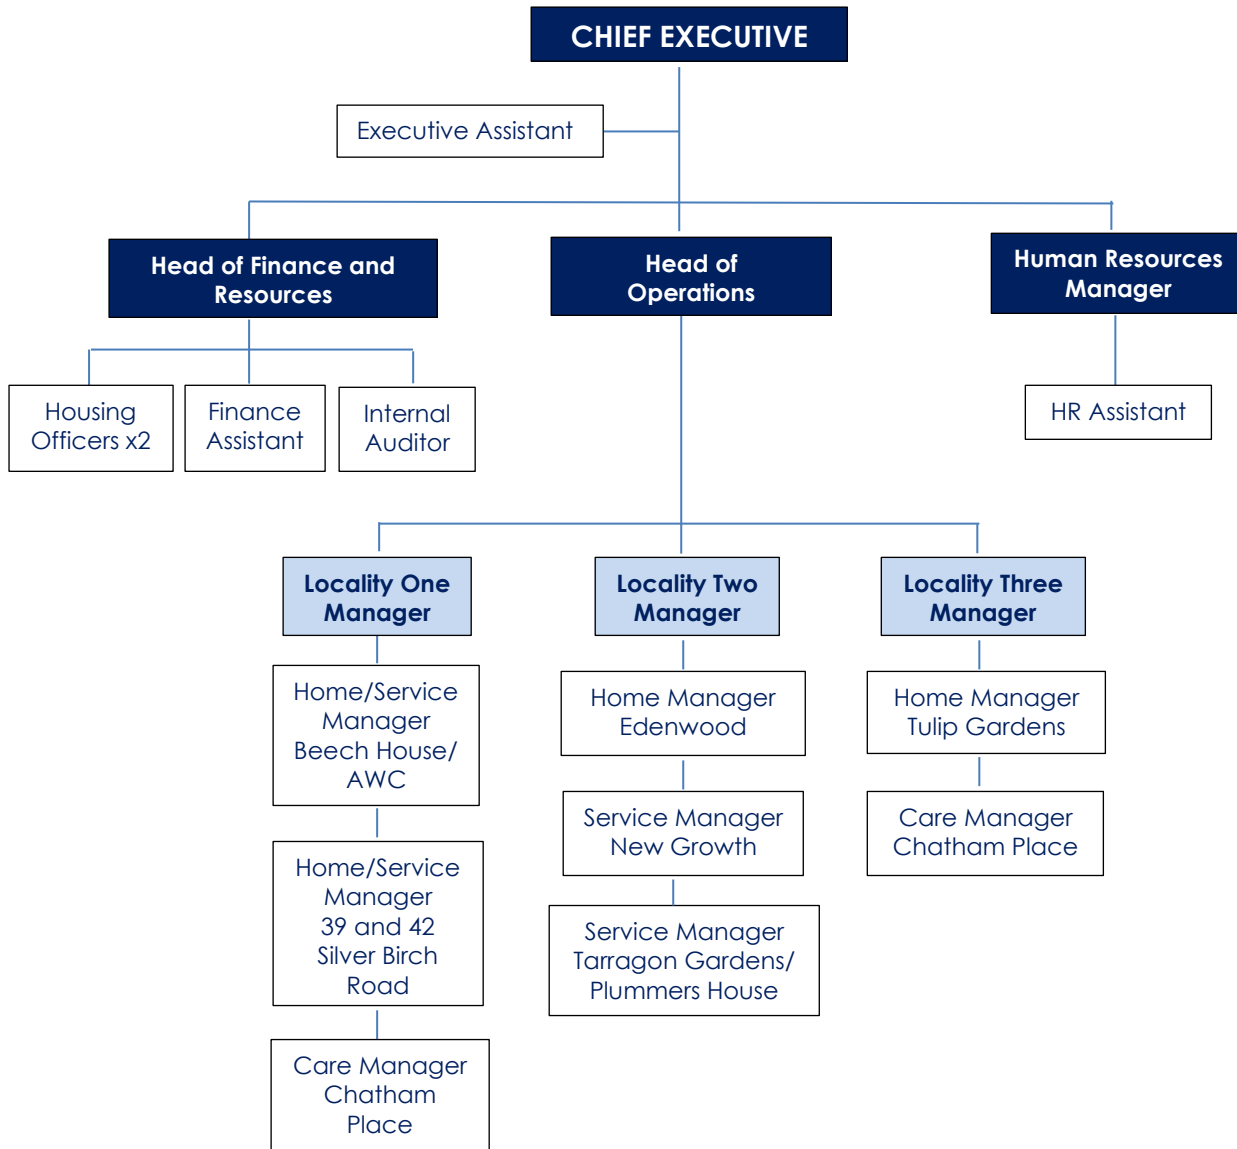 CHIEF EXECUTIVE
Executive Assistant
Head of Finance and
Resources
Head of
Operations
Human Resources
Manager
Housing
Officers x2
Finance
Assistant
Internal
Auditor
HR Assistant
Locality One
Manager
Locality Two
Manager
Locality Three
Manager
Home/Service
Manager
Beech House/
AWC
Home Manager
Edenwood
Home Manager
Tulip Gardens
Home/Service
Manager
39 and 42
Silver Birch
Road
Service Manager
New Growth
Care Manager
Chatham Place
Service Manager
Tarragon Gardens/
Plummers House
Care Manager
Chatham
Place